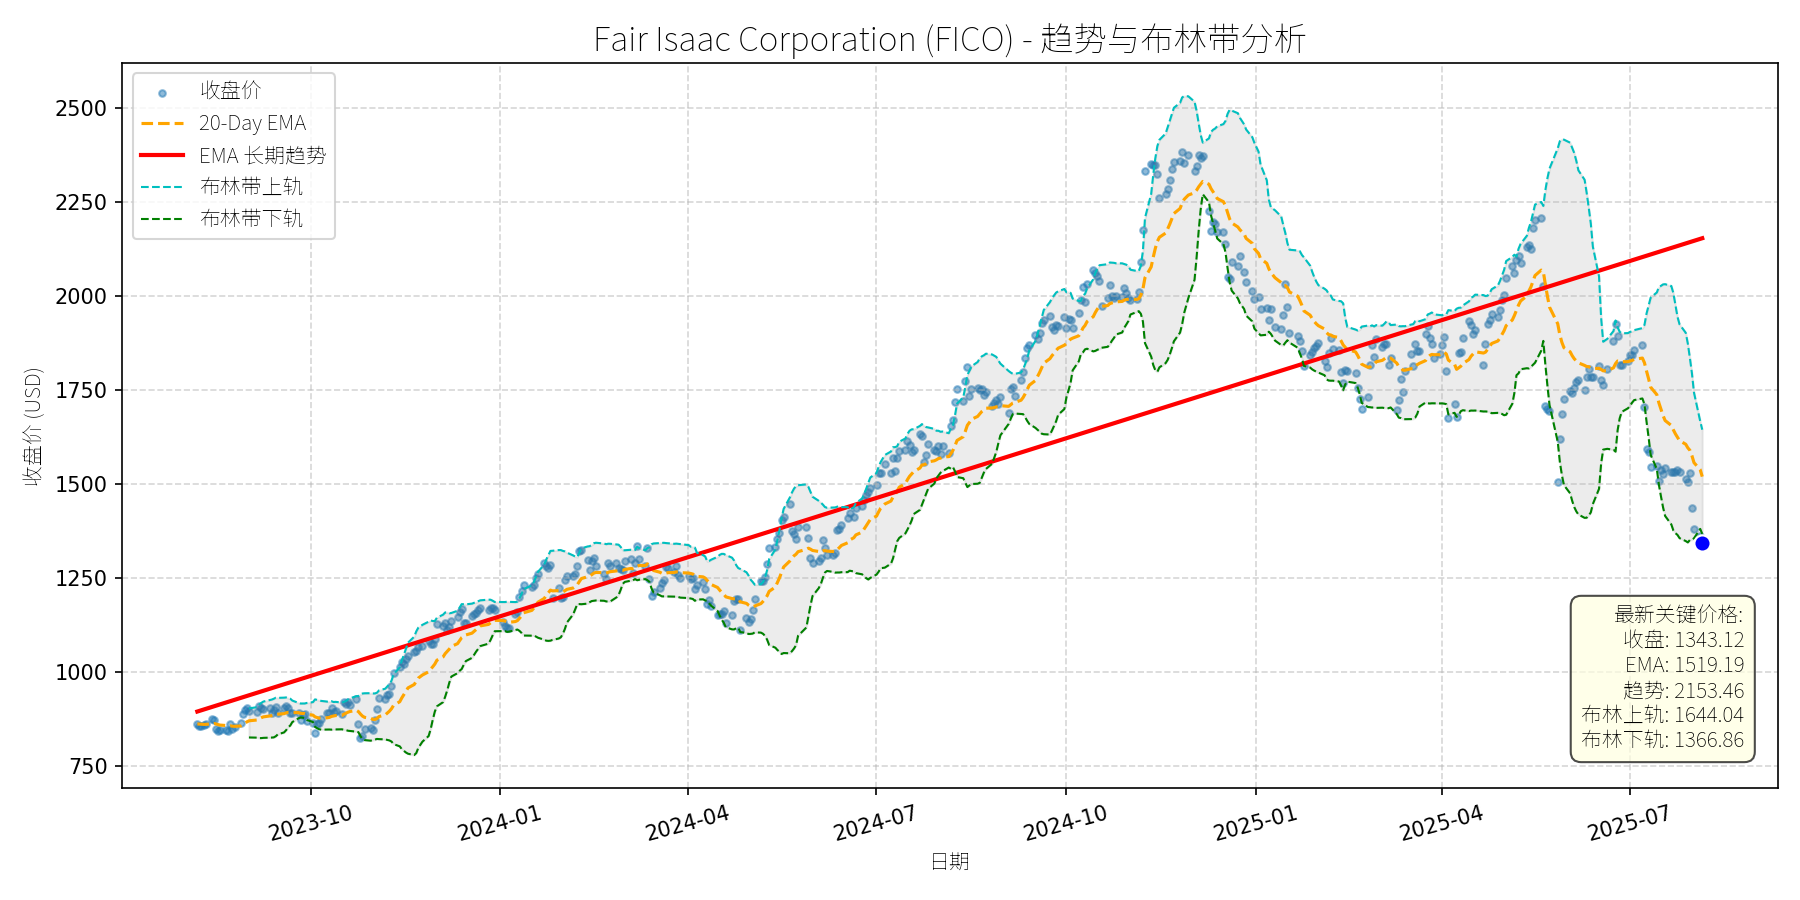 Fair Isaac Corporation (FICO) - 趋势与布林带分析
收盘价
20-Day EMA
EMA 长期趋势
布林带上轨
布林带下轨
收盘价 (USD)
2500
2250
2000
1750
1500
1250
1000
750
最新关键价格:
收盘: 1343.12
EMA: 1519.19
趋势: 2153.46
布林上轨: 1644.04
布林下轨: 1366.86
2023-10
2024-01
2024-04
2024-07
2024-10
2025-01
2025-04
2025-07
日期